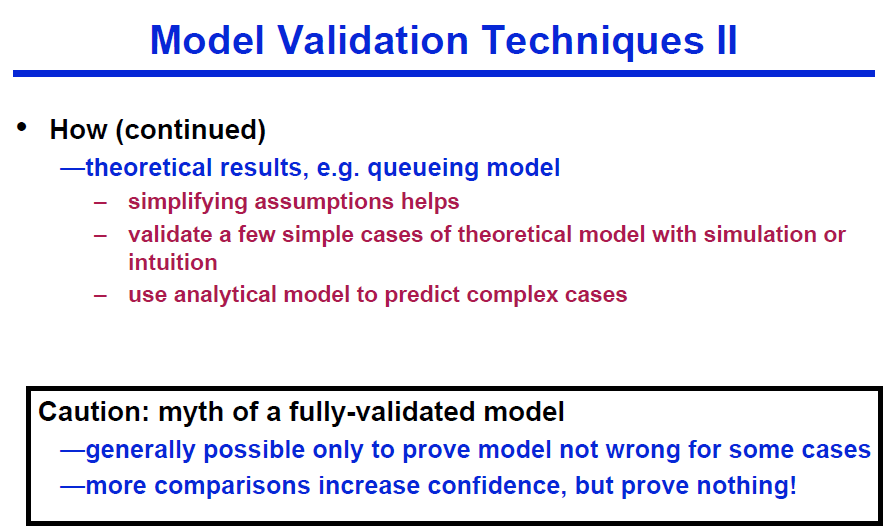 Model Validation Techniques II
• How (continued)
—theoretical results, e.g. queueing model
– simplifying assumptions helps
– validate a few simple cases of theoretical model with simulation or
intuition
– use analytical model to predict complex cases
Caution: myth of a fully-validated model
—generally possible only to prove model not wrong for some cases
—more comparisons increase confidence, but prove nothing!